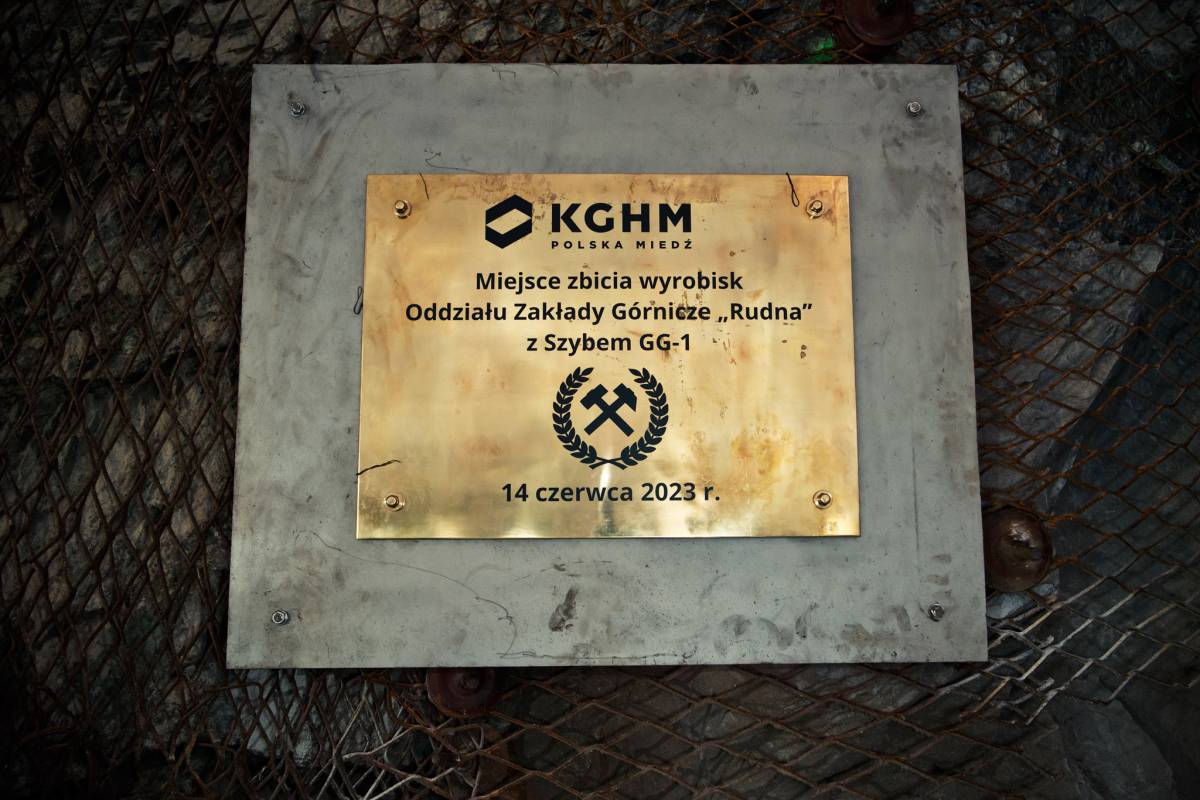 KGHM
POLSKA MIEDŹ
Miejsce zbicia wyrobisk
Oddziału Zakłady Górnicze „Rudna”
z Szybem GG-1
14 czerwca 2023 r.